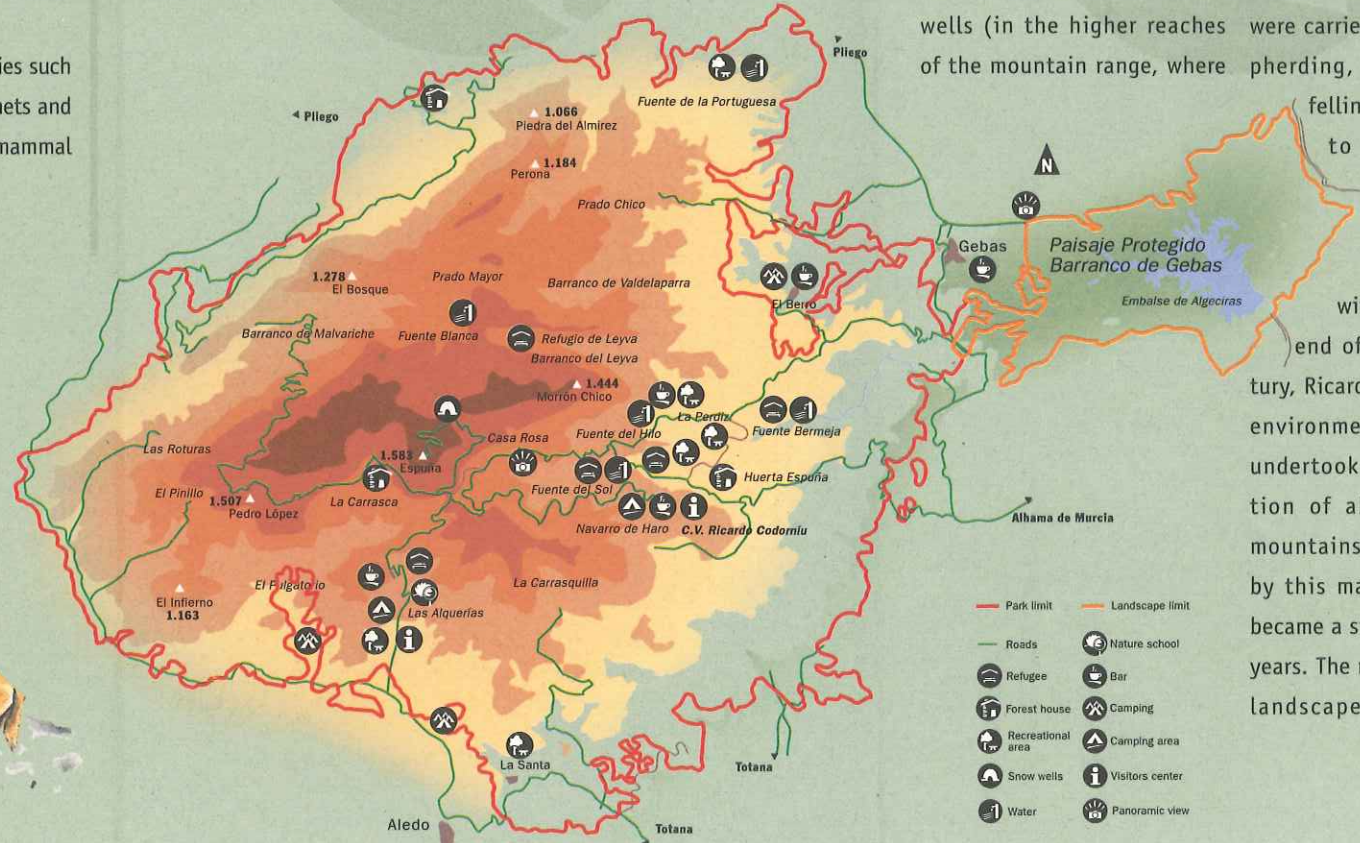 ies such
nets and
mammal
wells (in the higher reaches
of the mountain range, where
were carrie
pherding,
fellin
to
wi
end of
tury, Ricard
environme
undertook
tion of a
mountains
by this ma
became a s
years. The
landscape
Pliego
Pliego
Fuente de la Portuguesa
1.066
Piedra del Almirez
1.184
Perona
Prado Chico
N
Gebas
Paisaje Protegido
Barranco de Gebas
Embalse de Algeciras
1.278
El Bosque
Prado Mayor
Barranco de Valdelaparra
El Berro
Barranco de Malvariche
Fuente Blanca
Refugio de Leyva
Barranco del Leyva
1.444
Morrón Chico
La Perdiz
Fuente del Hilo
Fuente Bermeja
Las Roturas
Casa Rosa
1.583
Espuña
Huerta Espuña
El Pinillo
1.507
Pedro López
La Carrasca
Fuente del Sol
Navarro de Haro
C.V. Ricardo Codorniu
Alhama de Murcia
El Infierno
1.163
La Carrasquilla
Las Alquerías
La Santa
Totana
Aledo
Totana
Park limit
Landscape limit
Roads
Nature school
Refugee
Bar
Forest house
Camping
Recreational
area
Camping area
Snow wells
Visitors center
Water
Panoramic view